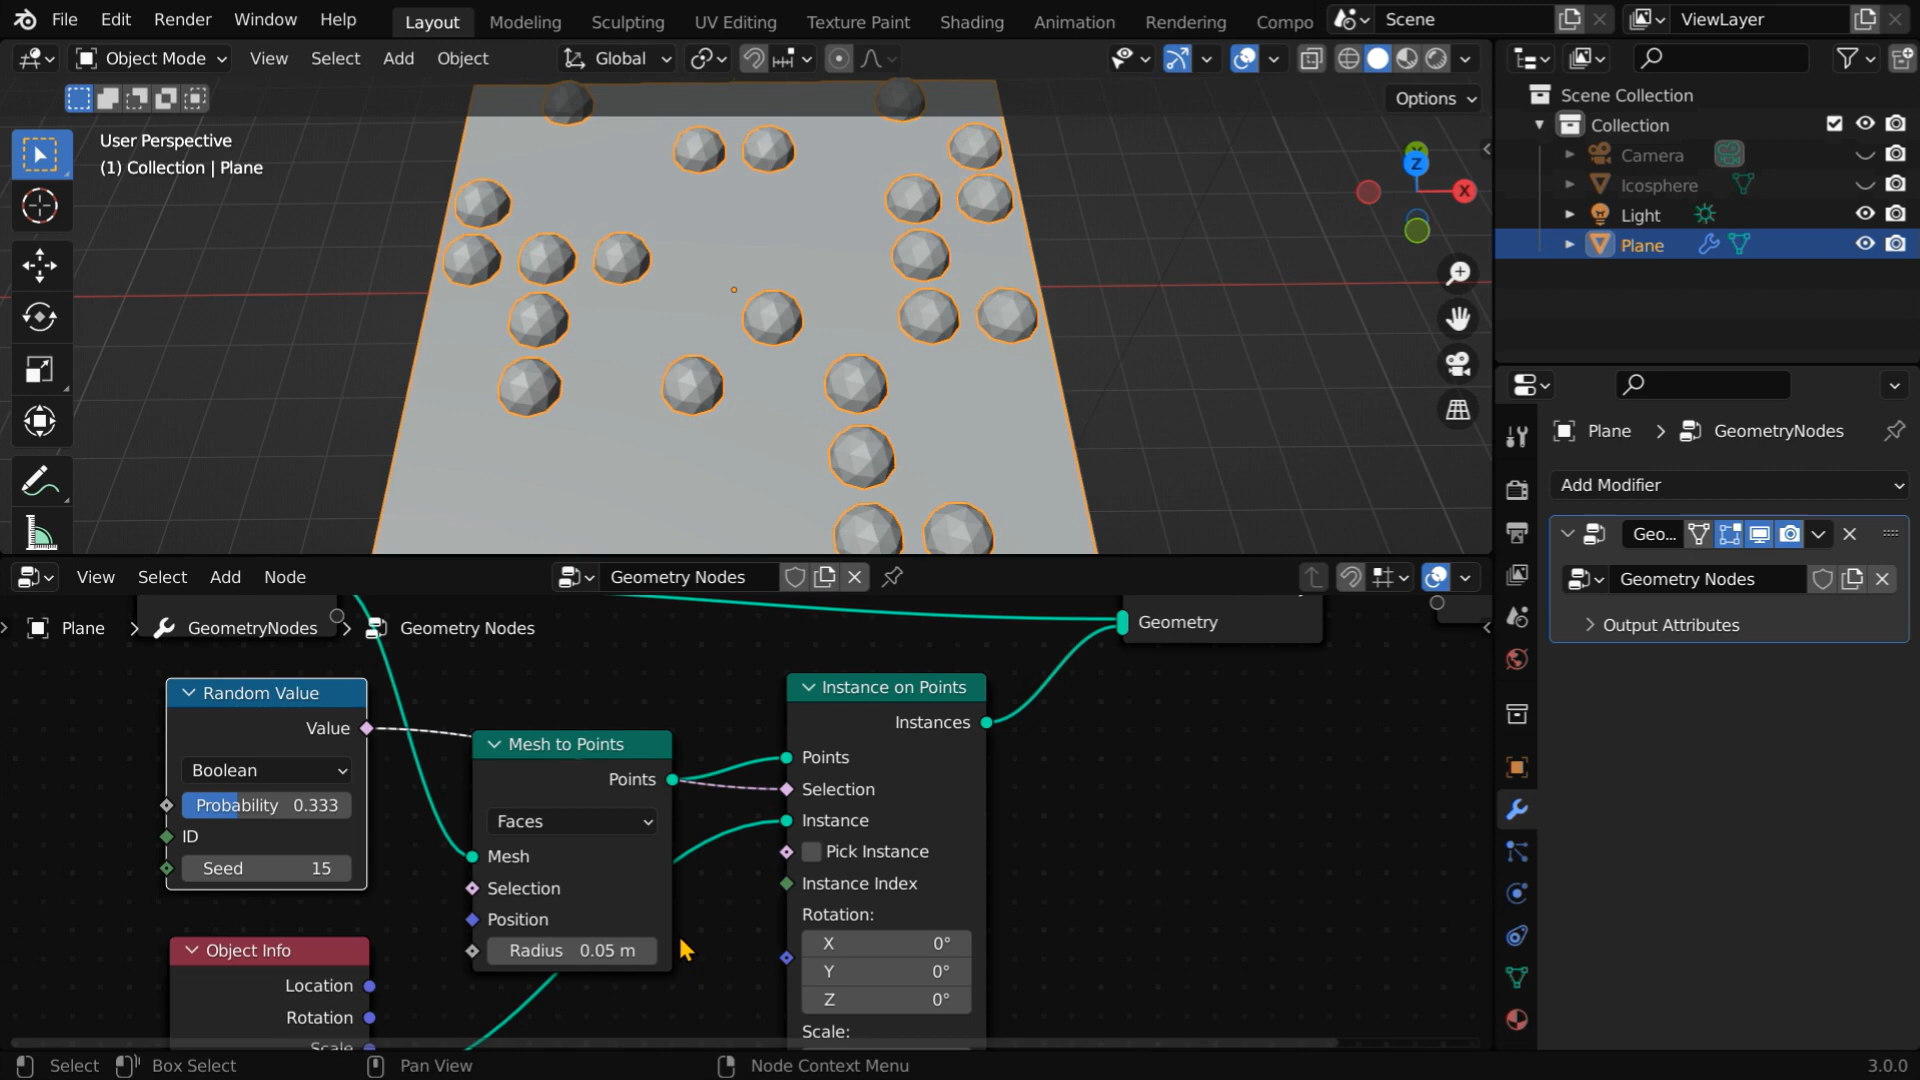 File Edit Render Window Help Layout Modeling Sculpting UV Editing Texture Paint Shading Animation Rendering Compo Scene ViewLayer
Object Mode View Select Add Object Global
Options
User Perspective
(1) Collection | Plane
Z
X
Scene Collection
Collection
Camera
Icosphere
Light
Plane
Plane GeometryNodes
Add Modifier
Geo...
Geometry Nodes
Output Attributes
View Select Add Node Geometry Nodes
Plane GeometryNodes Geometry Nodes
Geometry
Random Value
Value
Boolean
Probability 0.333
ID
Seed 15
Mesh to Points
Points
Faces
Mesh
Selection
Position
Radius 0.05 m
Instance on Points
Instances
Points
Selection
Instance
Pick Instance
Instance Index
Rotation:
X 0°
Y 0°
Z 0°
Scale:
Object Info
Location
Rotation
Scale
Select Box Select Pan View Node Context Menu 3.0.0